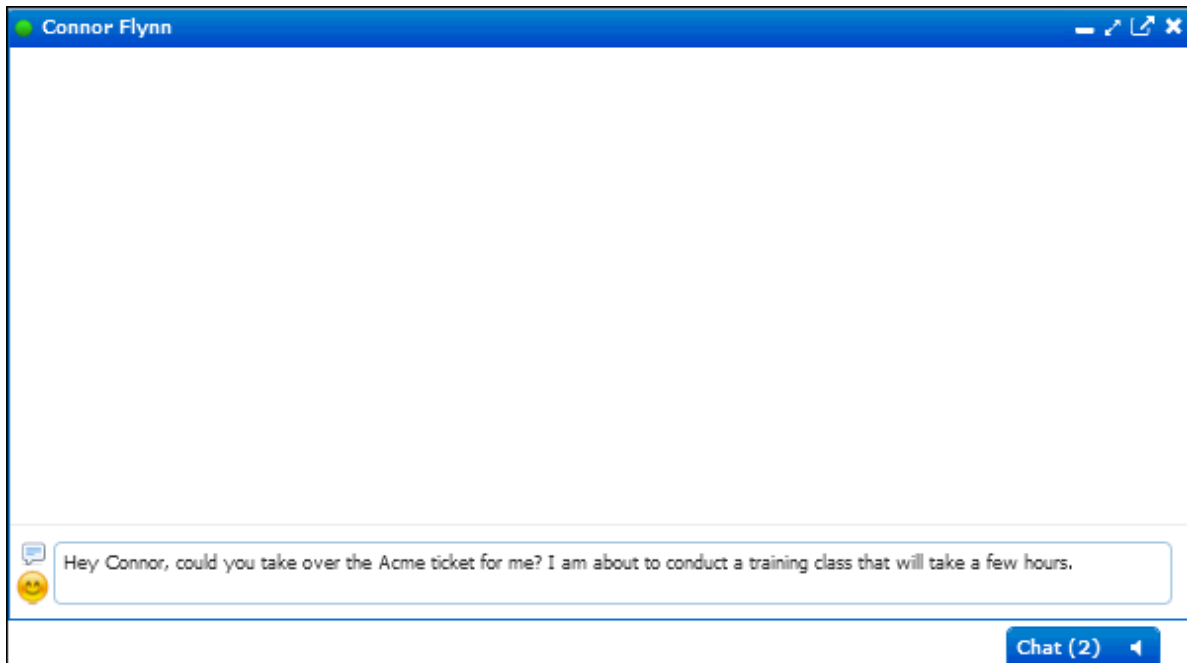 Connor Flynn
Hey Connor, could you take over the Acme ticket for me? I am about to conduct a training class that will take a few hours.
Chat (2)